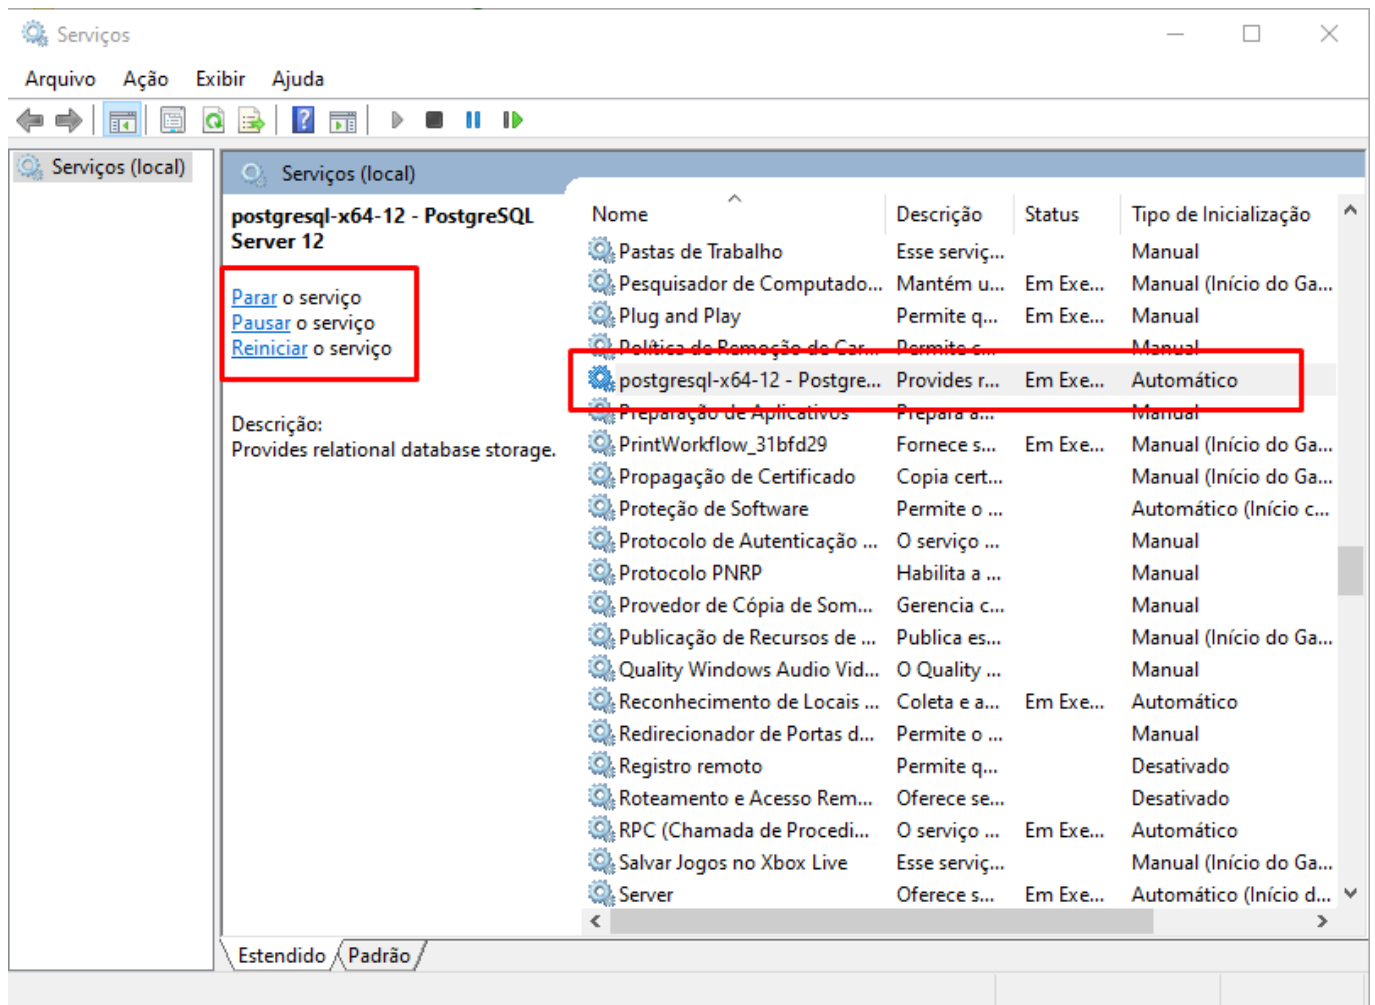 Serviços
Arquivo Ação Exibir Ajuda
Serviços (local)
Serviços (local)
postgresql-x64-12 - PostgreSQL
Server 12
Parar o serviço
Pausar o serviço
Reiniciar o serviço
Descrição:
Provides relational database storage.
Nome Descrição Status Tipo de Inicialização
Pastas de Trabalho Esse serviç... Manual
Pesquisador de Computado... Mantém u... Em Exe... Manual (Início do Ga...
Plug and Play Permite q... Em Exe... Manual
Política de Remoção de Car... Permite c... Manual
postgresql-x64-12 - Postgre... Provides r... Em Exe... Automático
Preparação de Aplicativos Prepara a... Manual
PrintWorkflow_31bfd29 Fornece s... Em Exe... Manual (Início do Ga...
Propagação de Certificado Copia cert... Manual (Início do Ga...
Proteção de Software Permite o ... Automático (Início c...
Protocolo de Autenticação ... O serviço ... Manual
Protocolo PNRP Habilita a ... Manual
Provedor de Cópia de Som... Gerencia c... Manual
Publicação de Recursos de ... Publica es... Manual (Início do Ga...
Quality Windows Audio Vid... O Quality ... Manual
Reconhecimento de Locais ... Coleta e a... Em Exe... Automático
Redirecionador de Portas d... Permite o ... Manual
Registro remoto Permite q... Desativado
Roteamento e Acesso Rem... Oferece se... Desativado
RPC (Chamada de Procedi... O serviço ... Em Exe... Automático
Salvar Jogos no Xbox Live Esse serviç... Manual (Início do Ga...
Server Oferece s... Em Exe... Automático (Início d...
Estendido Padrão